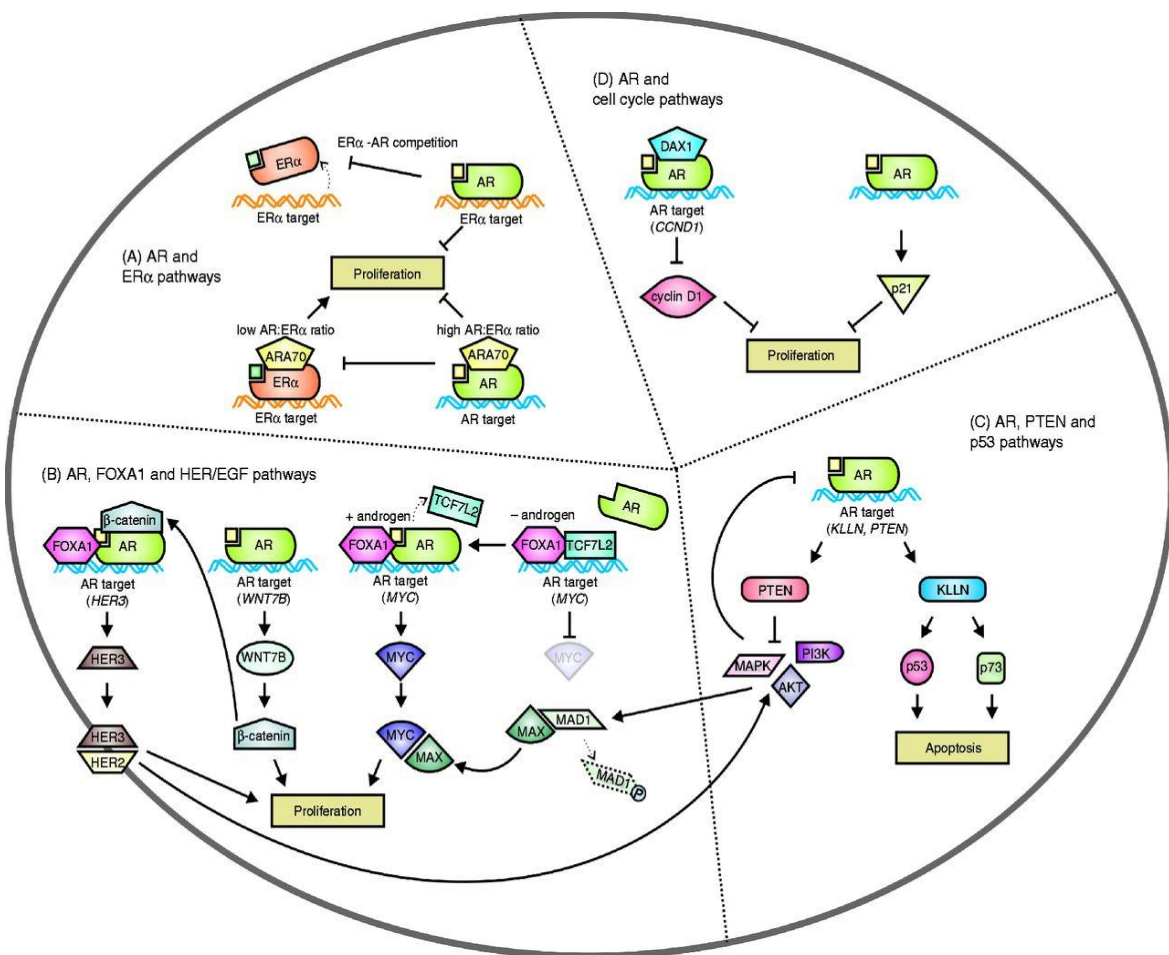 (A) AR and
ERα pathways
ERα -AR competition
ERα
ERα target
AR
ERα target
Proliferation
low AR:ERα ratio
high AR:ERα ratio
ARA70
ERα
ERα target
ARA70
AR
AR target
(D) AR and
cell cycle pathways
DAX1
AR
AR target
(CCND1)
AR
cyclin D1
p21
Proliferation
(B) AR, FOXA1 and HER/EGF pathways
β-catenin
FOXA1
AR
AR target
(HER3)
HER3
HER3
HER2
AR
AR target
(WNT7B)
WNT7B
β-catenin
+ androgen
TCF7L2
FOXA1
AR
AR target
(MYC)
MYC
MYC
MAX
– androgen
AR
FOXA1
TCF7L2
AR target
(MYC)
MYC
MAX
MAD1
MAD1
P
Proliferation
(C) AR, PTEN and
p53 pathways
AR
AR target
(KLLN, PTEN)
PTEN
KLLN
MAPK
PI3K
AKT
p53
p73
Apoptosis